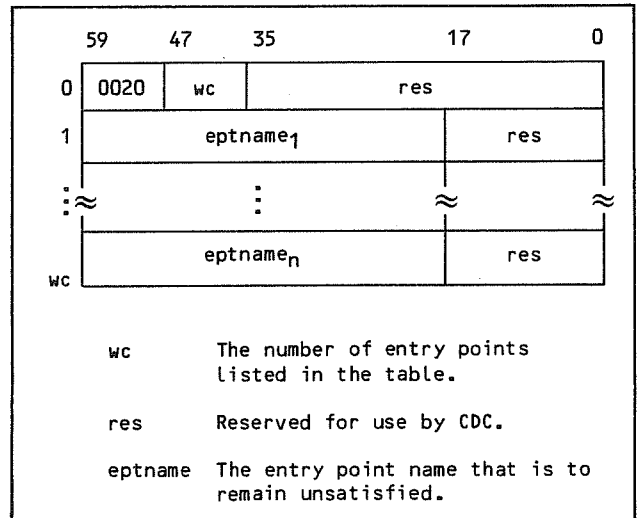 59 47 35 17 0
0 0020 wc res
1 eptname1 res
⋮ ≈ ⋮ ≈ ≈
eptnamen res
wc
wc The number of entry points
listed in the table.
res Reserved for use by CDC.
eptname The entry point name that is to
remain unsatisfied.